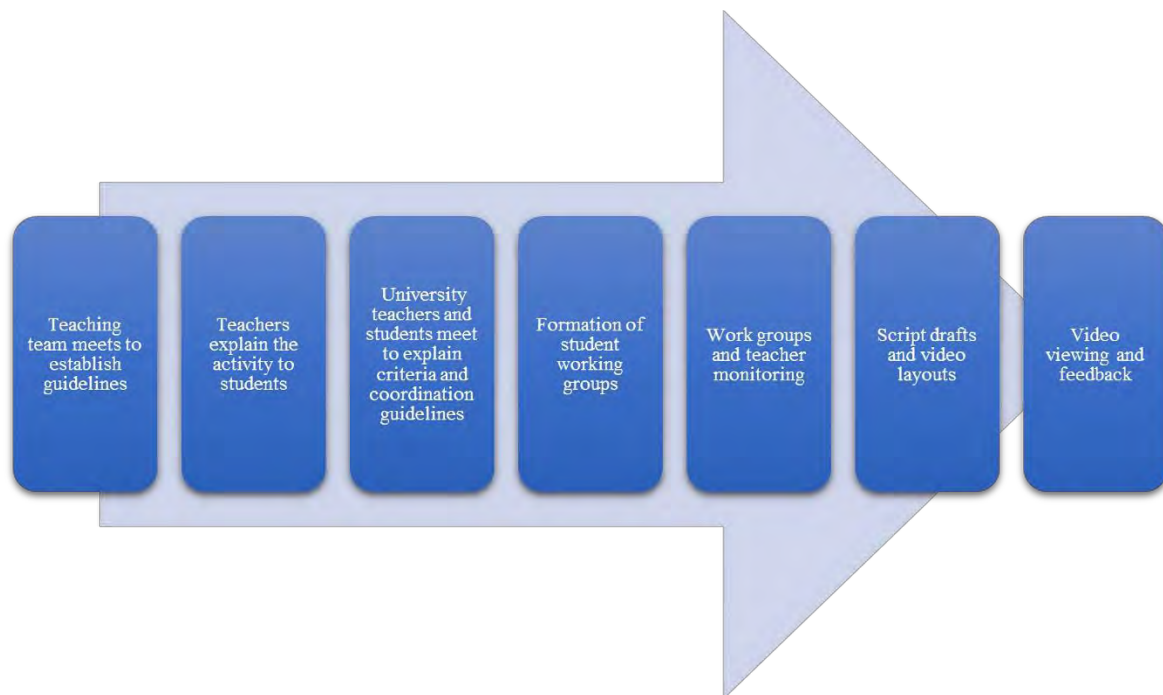 Teaching
team meets to
establish
guidelines
Teachers
explain the
activity to
students
University
teachers and
students meet
to explain
criteria and
coordination
guidelines
Formation of
student
working
groups
Work groups
and teacher
monitoring
Script drafts
and video
layouts
Video
viewing and
feedback